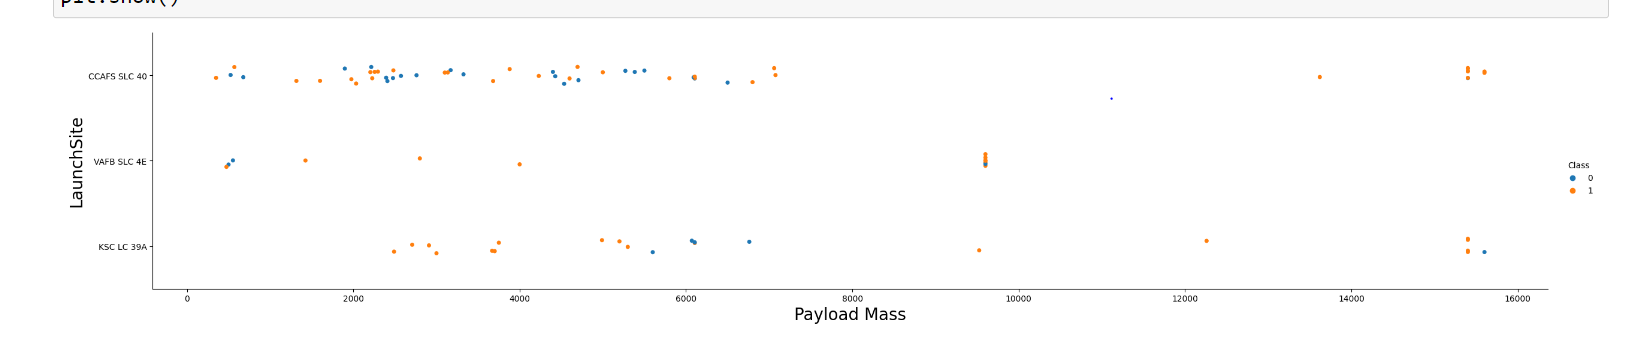 plt.show()
CCAFS SLC 40
VAFB SLC 4E
KSC LC 39A
LaunchSite
0 2000 4000 6000 8000 10000 12000 14000 16000
Payload Mass
Class
0
1